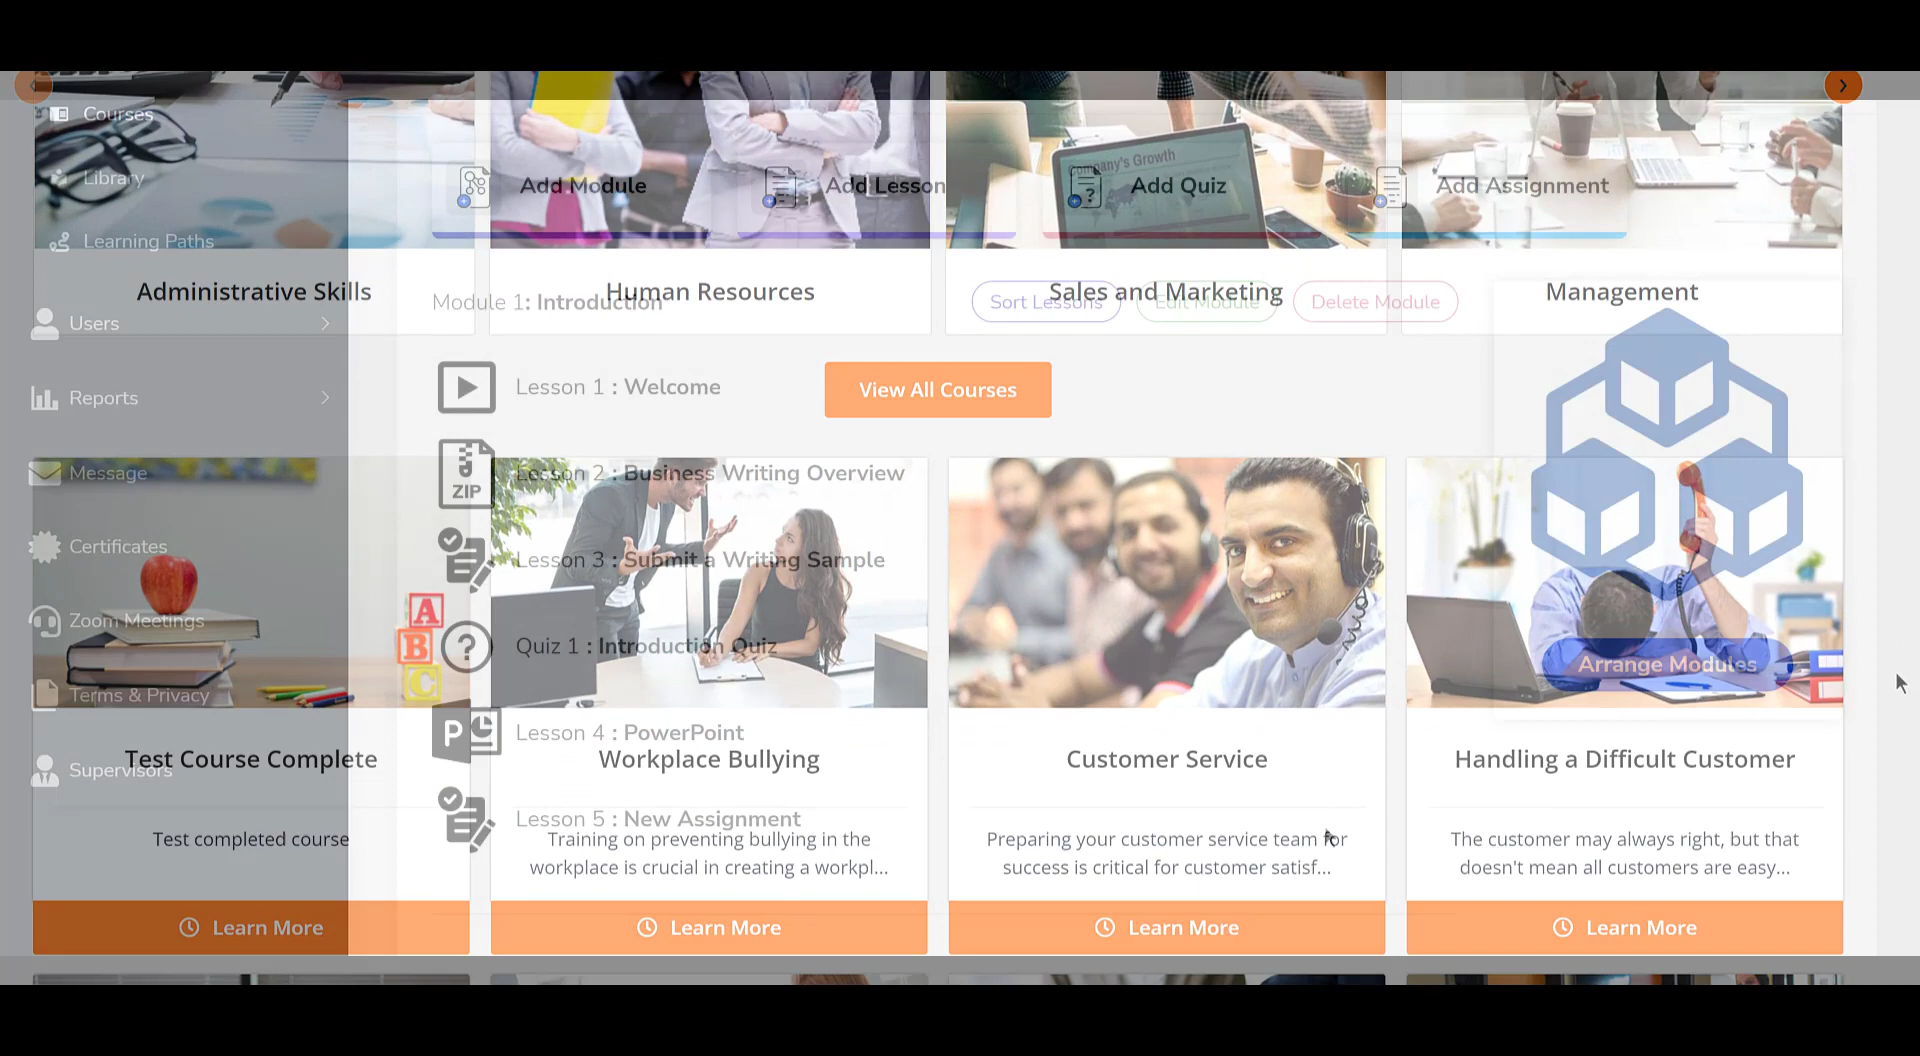 Courses
Library
Learning Paths
Users
Reports
Message
Certificates
Zoom Meetings
Terms & Privacy
Supervisors
Company's Growth
Add Module
Add Lesson
Add Quiz
Add Assignment
Administrative Skills
Human Resources
Sales and Marketing
Management
Module 1: Introduction
Sort Lessons
Edit Module
Delete Module
Lesson 1 : Welcome
View All Courses
ZIP
Lesson 2 : Business Writing Overview
Lesson 3 : Submit a Writing Sample
A
B
C
?
Quiz 1 : Introduction Quiz
Arrange Modules
P
Lesson 4 : PowerPoint
Lesson 5 : New Assignment
Test Course Complete
Workplace Bullying
Customer Service
Handling a Difficult Customer
Test completed course
Training on preventing bullying in the
workplace is crucial in creating a workpl...
Preparing your customer service team for
success is critical for customer satisf...
The customer may always right, but that
doesn't mean all customers are easy...
Learn More
Learn More
Learn More
Learn More